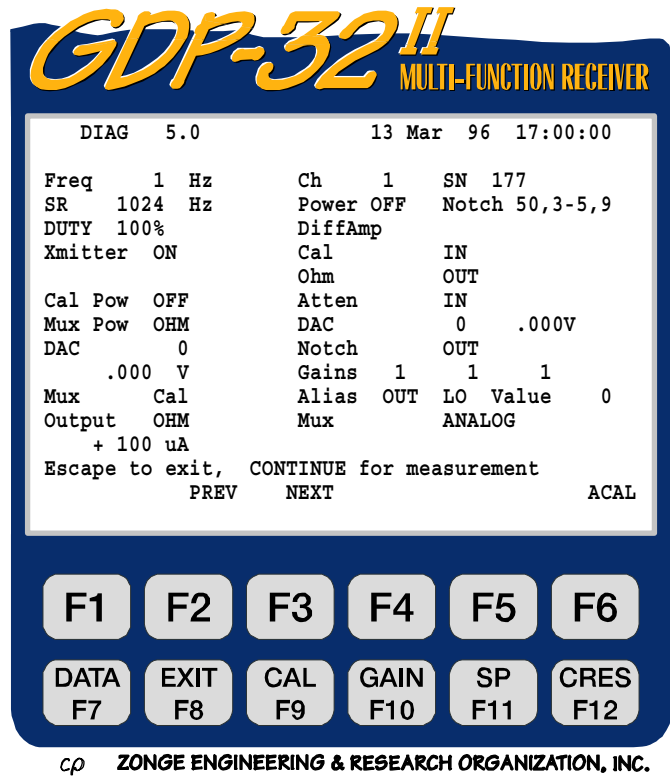 GDP-32 II
MULTI-FUNCTION RECEIVER
DIAG 5.0 13 Mar 96 17:00:00
Freq 1 Hz Ch 1 SN 177
SR 1024 Hz Power OFF Notch 50,3-5,9
DUTY 100% DiffAmp
Xmitter ON Cal IN
Ohm OUT
Cal Pow OFF Atten IN
Mux Pow OHM DAC 0 .000V
DAC 0 Notch OUT
.000 V Gains 1 1 1
Mux Cal Alias OUT LO Value 0
Output OHM Mux ANALOG
+ 100 uA
Escape to exit, CONTINUE for measurement
PREV NEXT ACAL
F1 F2 F3 F4 F5 F6
DATA EXIT CAL GAIN SP CRES
F7 F8 F9 F10 F11 F12
cp ZONGE ENGINEERING & RESEARCH ORGANIZATION, INC.